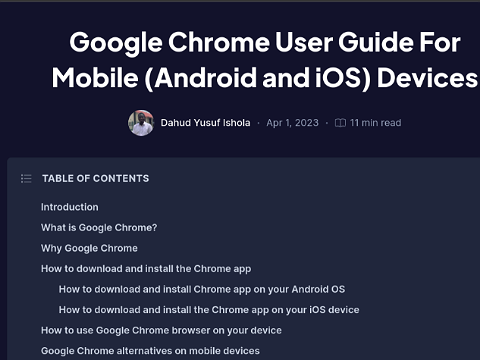 Google Chrome User Guide For
Mobile (Android and iOS) Devices
Dahud Yusuf Ishola · Apr 1, 2023 · 11 min read
TABLE OF CONTENTS
Introduction
What is Google Chrome?
Why Google Chrome
How to download and install the Chrome app
How to download and install Chrome app on your Android OS
How to download and install the Chrome app on your iOS device
How to use Google Chrome browser on your device
Google Chrome alternatives on mobile devices